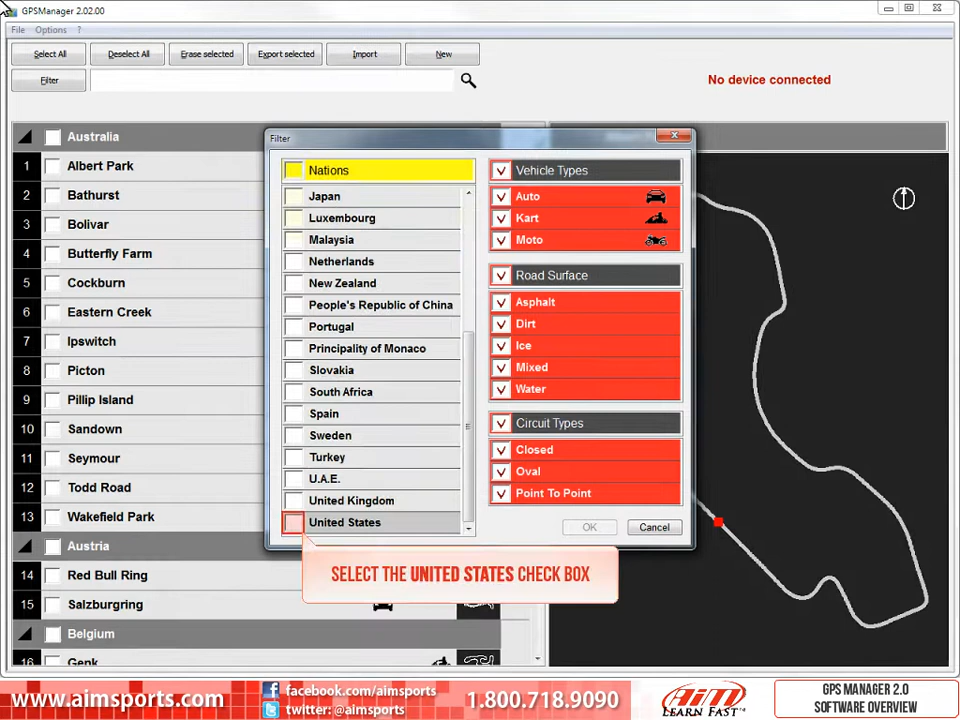 GPSManager 2.02.00
File Options ?
Select All Deselect All Erase selected Export selected Import New
Filter
No device connected
Australia
1 Albert Park
2 Bathurst
3 Bolivar
4 Butterfly Farm
5 Cockburn
6 Eastern Creek
7 Ipswitch
8 Picton
9 Pillip Island
10 Sandown
11 Seymour
12 Todd Road
13 Wakefield Park
Austria
14 Red Bull Ring
15 Salzburgring
Belgium
16 Genk
Filter
Nations
Japan
Luxembourg
Malaysia
Netherlands
New Zealand
People's Republic of China
Portugal
Principality of Monaco
Slovakia
South Africa
Spain
Sweden
Turkey
U.A.E.
United Kingdom
United States
Vehicle Types
Auto
Kart
Moto
Road Surface
Asphalt
Dirt
Ice
Mixed
Water
Circuit Types
Closed
Oval
Point To Point
OK Cancel
SELECT THE UNITED STATES CHECK BOX
www.aimsports.com
facebook.com/aimsports
twitter: @aimsports
1.800.718.9090
AiM
LEARN FAST
GPS MANAGER 2.0
SOFTWARE OVERVIEW